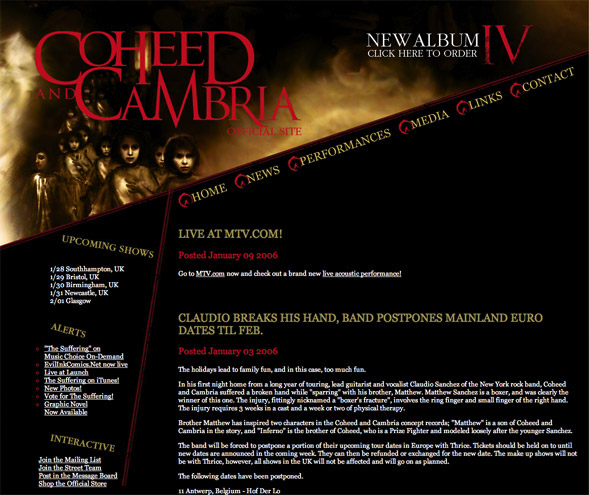 COHEED
AND CAMBRIA
OFFICIAL SITE
NEW ALBUM IV
CLICK HERE TO ORDER
HOME
NEWS
PERFORMANCES
MEDIA
LINKS
CONTACT
UPCOMING SHOWS
1/28 Southhampton, UK
1/29 Bristol, UK
1/30 Birmingham, UK
1/31 Newcastle, UK
2/01 Glasgow
ALERTS
"The Suffering" on
Music Choice On-Demand
EvilInkComics.Net now live
Live at Launch
The Suffering on iTunes!
New Photos!
Vote for The Suffering!
Graphic Novel
Now Available
INTERACTIVE
Join the Mailing List
Join the Street Team
Post in the Message Board
Shop the Official Store
LIVE AT MTV.COM!
Posted January 09 2006
Go to MTV.com now and check out a brand new live acoustic performance!
CLAUDIO BREAKS HIS HAND, BAND POSTPONES MAINLAND EURO
DATES TIL FEB.
Posted January 03 2006
The holidays lead to family fun, and in this case, too much fun.
In his first night home from a long year of touring, lead guitarist and vocalist Claudio Sanchez of the New York rock band, Coheed
and Cambria suffered a broken hand while "sparring" with his brother, Matthew. Matthew Sanchez is a boxer, and was clearly the
winner of this one. The injury, fittingly nicknamed a "boxer's fracture", involves the ring finger and small finger of the right hand.
The injury requires 3 weeks in a cast and a week or two of physical therapy.
Brother Matthew has inspired two characters in the Coheed and Cambria concept records; "Matthew" is a son of Coheed and
Cambria in the story, and "Inferno" is the brother of Coheed, who is a Prize Fighter and modeled loosely after the younger Sanchez.
The band will be forced to postpone a portion of their upcoming tour dates in Europe with Thrice. Tickets should be held on to until
new dates are announced in the coming week. They can then be refunded or exchanged for the new date. The make up shows will not
be with Thrice, however, all shows in the UK will not be affected and will go on as planned.
The following dates have been postponed.
11 Antwerp, Belgium - Hof Der Lo